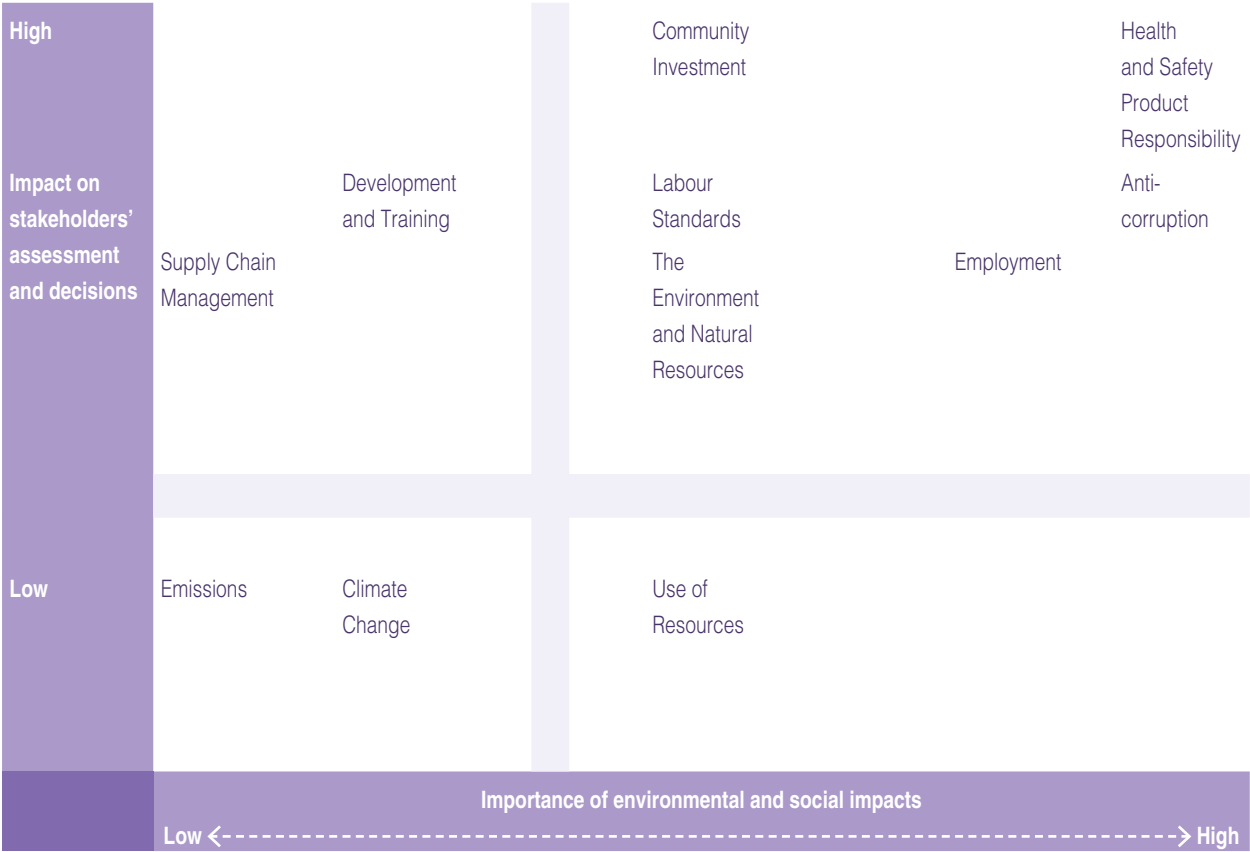 High
Community
Investment
Health
and Safety
Product
Responsibility
Impact on
stakeholders’
assessment
and decisions
Development
and Training
Labour
Standards
Anti-
corruption
Supply Chain
Management
The
Environment
and Natural
Resources
Employment
Low
Emissions
Climate
Change
Use of
Resources
Importance of environmental and social impacts
Low
High